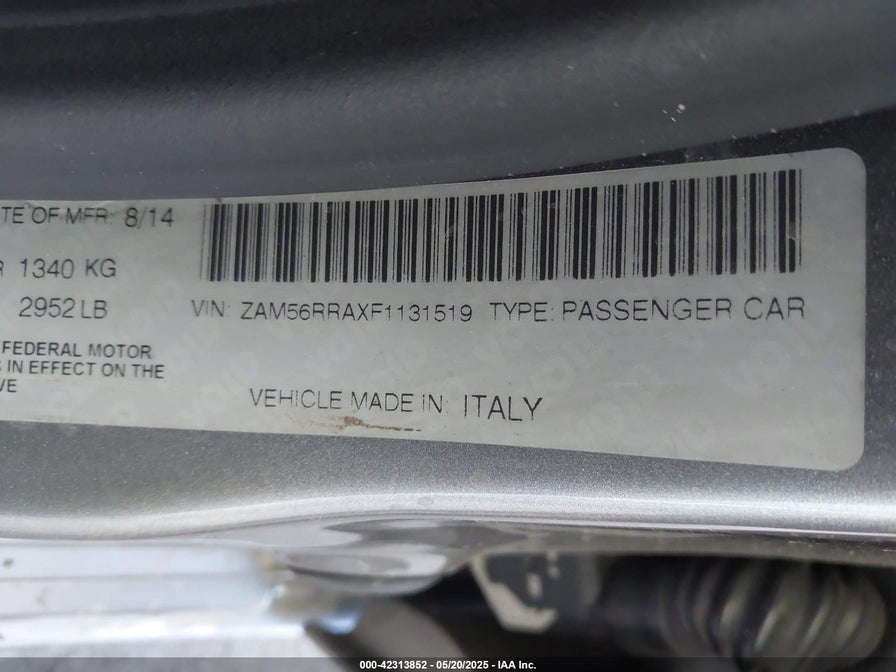 TE OF MFR: 8/14
R 1340 KG
2952 LB
VIN: ZAM56RRAXF1131519 TYPE: PASSENGER CAR
FEDERAL MOTOR
S IN EFFECT ON THE
VE
VEHICLE MADE IN: ITALY
000-42313852 - 05/20/2025 - IAA Inc.